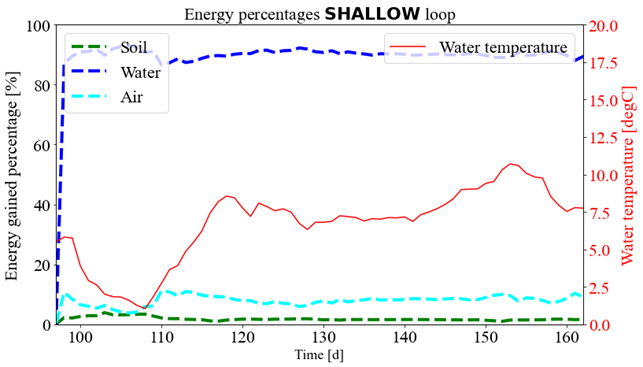 Energy percentages SHALLOW loop
Soil
Water
Air
Water temperature
Energy gained percentage [%]
100
80
60
40
20
0
Water temperature [degC]
20.0
17.5
15.0
12.5
10.0
7.5
5.0
2.5
0.0
100 110 120 130 140 150 160
Time [d]